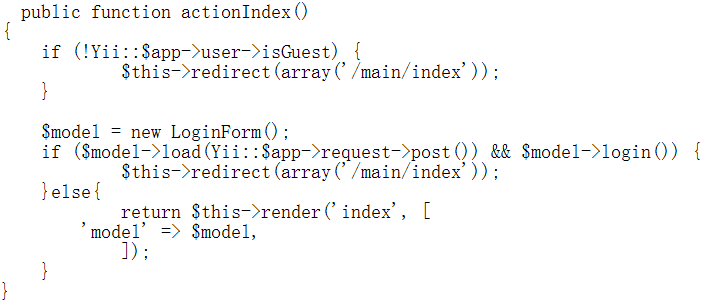 public function actionIndex()
{
if (!Yii::$app->user->isGuest) {
$this->redirect(array('/main/index'));
}
$model = new LoginForm();
if ($model->load(Yii::$app->request->post()) && $model->login()) {
$this->redirect(array('/main/index'));
}else{
return $this->render('index', [
'model' => $model,
]);
}
}